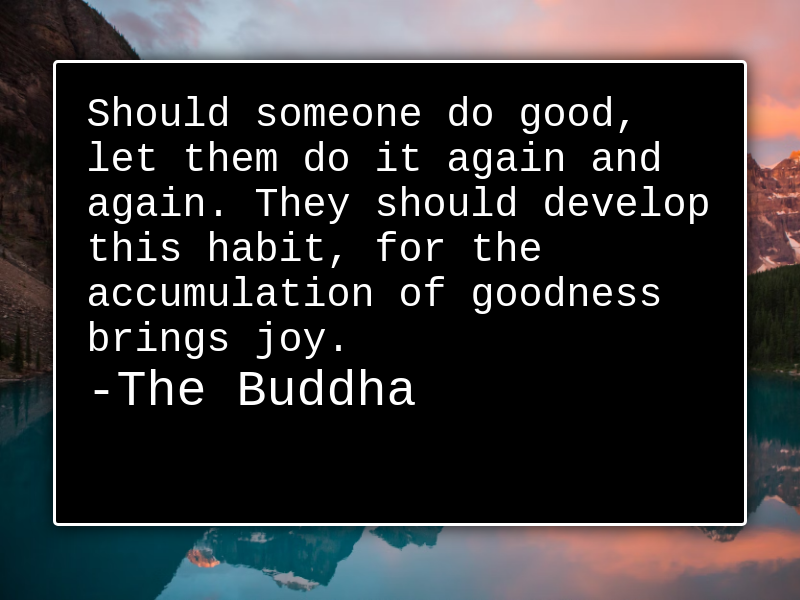 Should someone do good,
let them do it again and
again. They should develop
this habit, for the
accumulation of goodness
brings joy.
-The Buddha